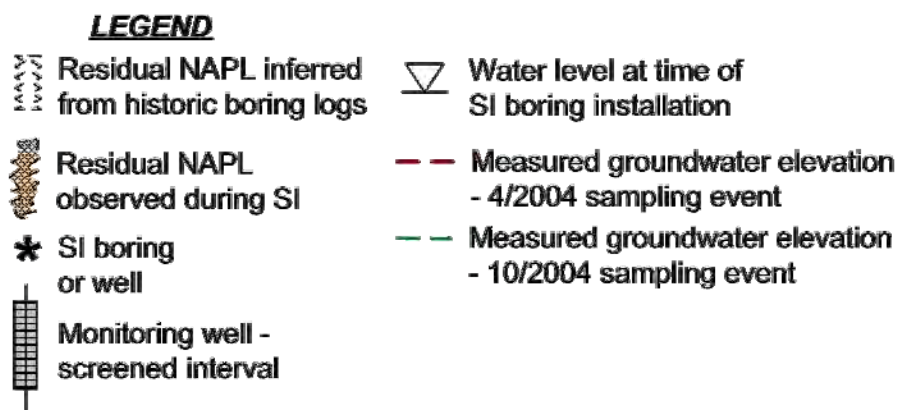 LEGEND
Residual NAPL inferred
from historic boring logs
Residual NAPL
observed during SI
SI boring
or well
Monitoring well -
screened interval
Water level at time of
SI boring installation
Measured groundwater elevation
- 4/2004 sampling event
Measured groundwater elevation
- 10/2004 sampling event